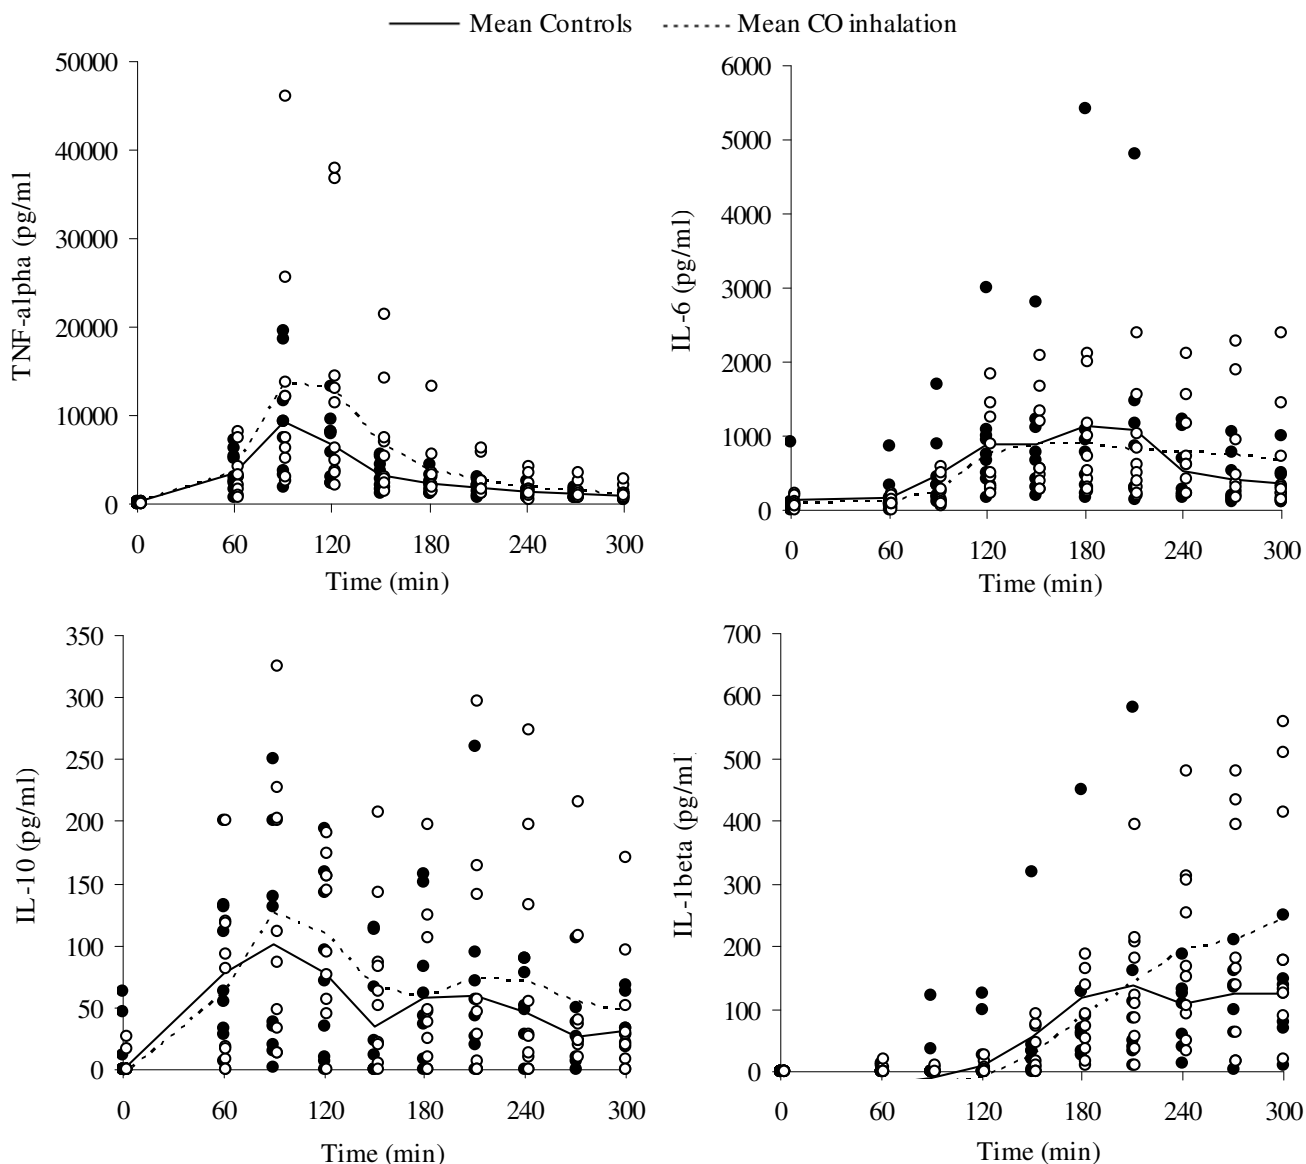 Mean Controls Mean CO inhalation
TNF-alpha (pg/ml
50000
40000
30000
20000
10000
0
0 60 120 180 240 300
Time (min)
IL-6 (pg/ml)
6000
5000
4000
3000
2000
1000
0
0 60 120 180 240 300
Time (min)
IL-10 (pg/ml)
350
300
250
200
150
100
50
0
0 60 120 180 240 300
Time (min)
IL-1beta (pg/ml
700
600
500
400
300
200
100
0
0 60 120 180 240 300
Time (min)